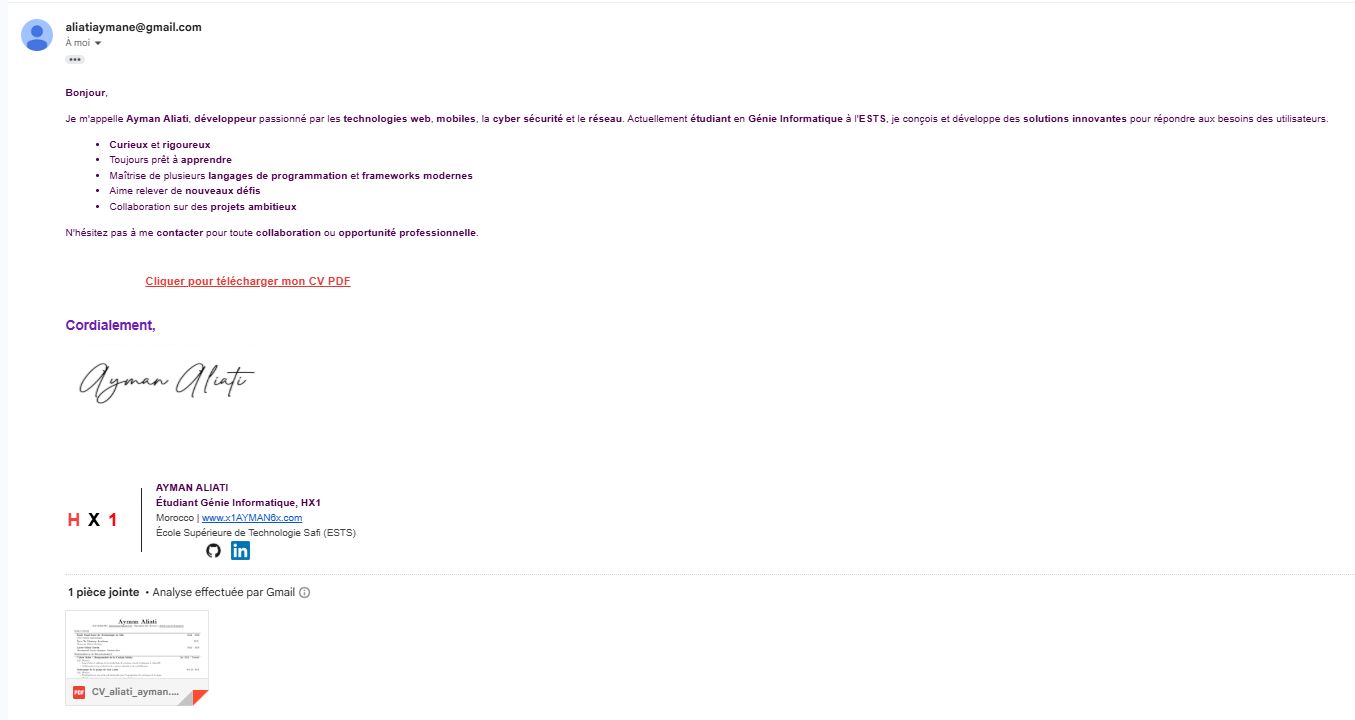 aliatiaymane@gmail.com
À moi
Bonjour,
Je m'appelle Ayman Aliati, développeur passionné par les technologies web, mobiles, la cyber sécurité et le réseau. Actuellement étudiant en Génie Informatique à l'ESTS, je conçois et développe des solutions innovantes pour répondre aux besoins des utilisateurs.
• Curieux et rigoureux
• Toujours prêt à apprendre
• Maîtrise de plusieurs langages de programmation et frameworks modernes
• Aime relever de nouveaux défis
• Collaboration sur des projets ambitieux
N'hésitez pas à me contacter pour toute collaboration ou opportunité professionnelle.
Cliquer pour télécharger mon CV PDF
Cordialement,
Ayman Aliati
H X 1
AYMAN ALIATI
Étudiant Génie Informatique, HX1
Morocco | www.x1AYMAN6x.com
École Supérieure de Technologie Safi (ESTS)
in
1 pièce jointe • Analyse effectuée par Gmail
Ayman Aliati
PDF CV_aliati_ayman....